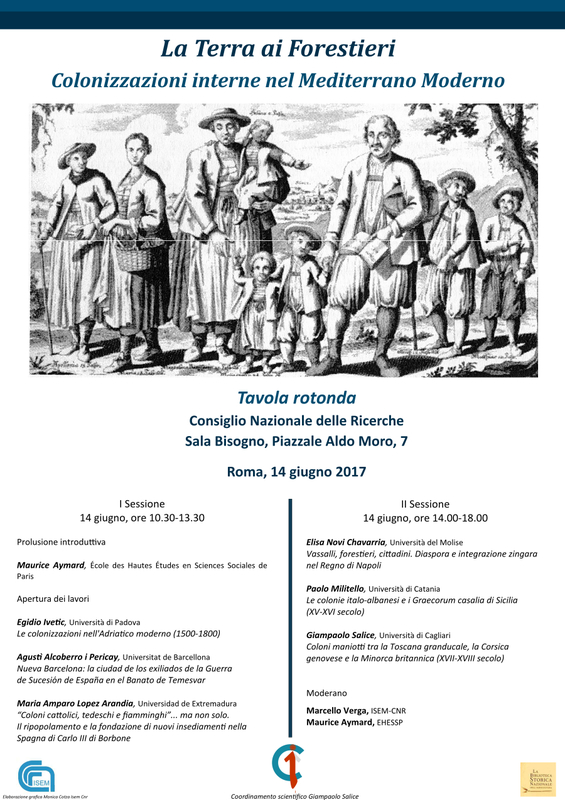 La Terra ai Forestieri
Colonizzazioni interne nel Mediterrano Moderno
Tavola rotonda
Consiglio Nazionale delle Ricerche
Sala Bisogno, Piazzale Aldo Moro, 7
Roma, 14 giugno 2017
I Sessione
14 giugno, ore 10.30-13.30
Prolusione introduttiva
Maurice Aymard, École des Hautes Études en Sciences Sociales de
Paris
Apertura dei lavori
Egidio Ivetic, Università di Padova
Le colonizzazioni nell'Adriatico moderno (1500-1800)
Agustì Alcoberro i Pericay, Universitat de Barcellona
Nueva Barcelona: la ciudad de los exiliados de la Guerra
de Sucesión de España en el Banato de Temesvar
Maria Amparo Lopez Arandia, Universidad de Extremadura
"Coloni cattolici, tedeschi e fiamminghi"... ma non solo.
Il ripopolamento e la fondazione di nuovi insediamenti nella
Spagna di Carlo III di Borbone
II Sessione
14 giugno, ore 14.00-18.00
Elisa Novi Chavarria, Università del Molise
Vassalli, forestieri, cittadini. Diaspora e integrazione zingara
nel Regno di Napoli
Paolo Militello, Università di Catania
Le colonie italo-albanesi e i Graecorum casalia di Sicilia
(XV-XVI secolo)
Giampaolo Salice, Università di Cagliari
Coloni maniotti tra la Toscana granducale, la Corsica
genovese e la Minorca britannica (XVII-XVIII secolo)
Moderano
Marcello Verga, ISEM-CNR
Maurice Aymard, EHESSP
ISEM
Elaborazione grafica Monica Cotza Isem Cnr
Coordinamento scientifico Giampaolo Salice
LA
BIBLIOTECA
STORICA
NAZIONALE